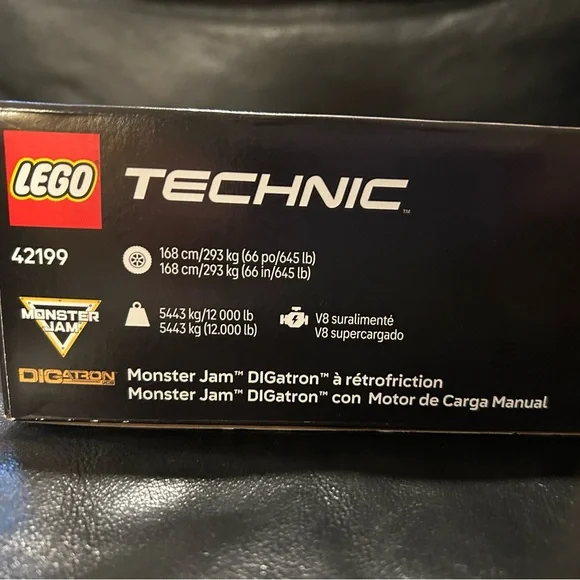 LEGO
TECHNIC™
42199
168 cm/293 kg (66 po/645 lb)
168 cm/293 kg (66 in/645 lb)
MONSTER
JAM
5443 kg/12 000 lb
5443 kg (12.000 lb)
V8 suralimenté
V8 supercargado
DIGATRON
Monster Jam™ DIGatron™ à rétrofriction
Monster Jam™ DIGatron™ con Motor de Carga Manual